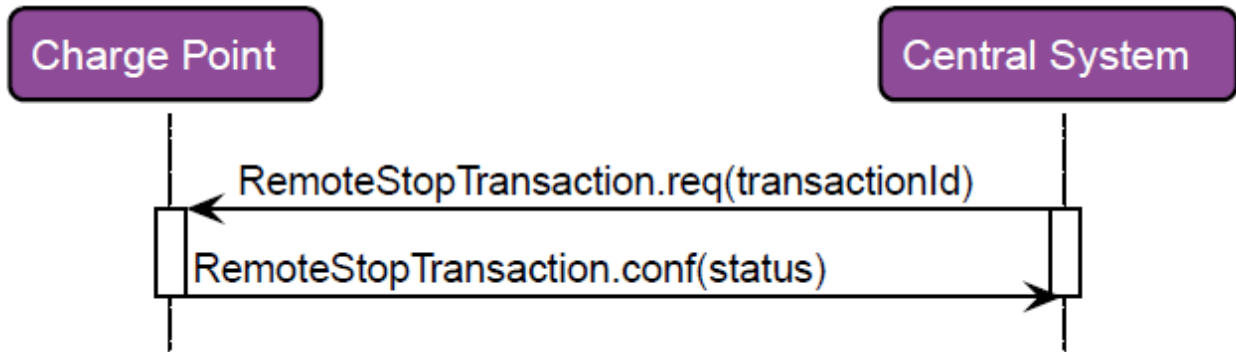 Charge Point
Central System
RemoteStopTransaction.req(transactionId)
RemoteStopTransaction.conf(status)